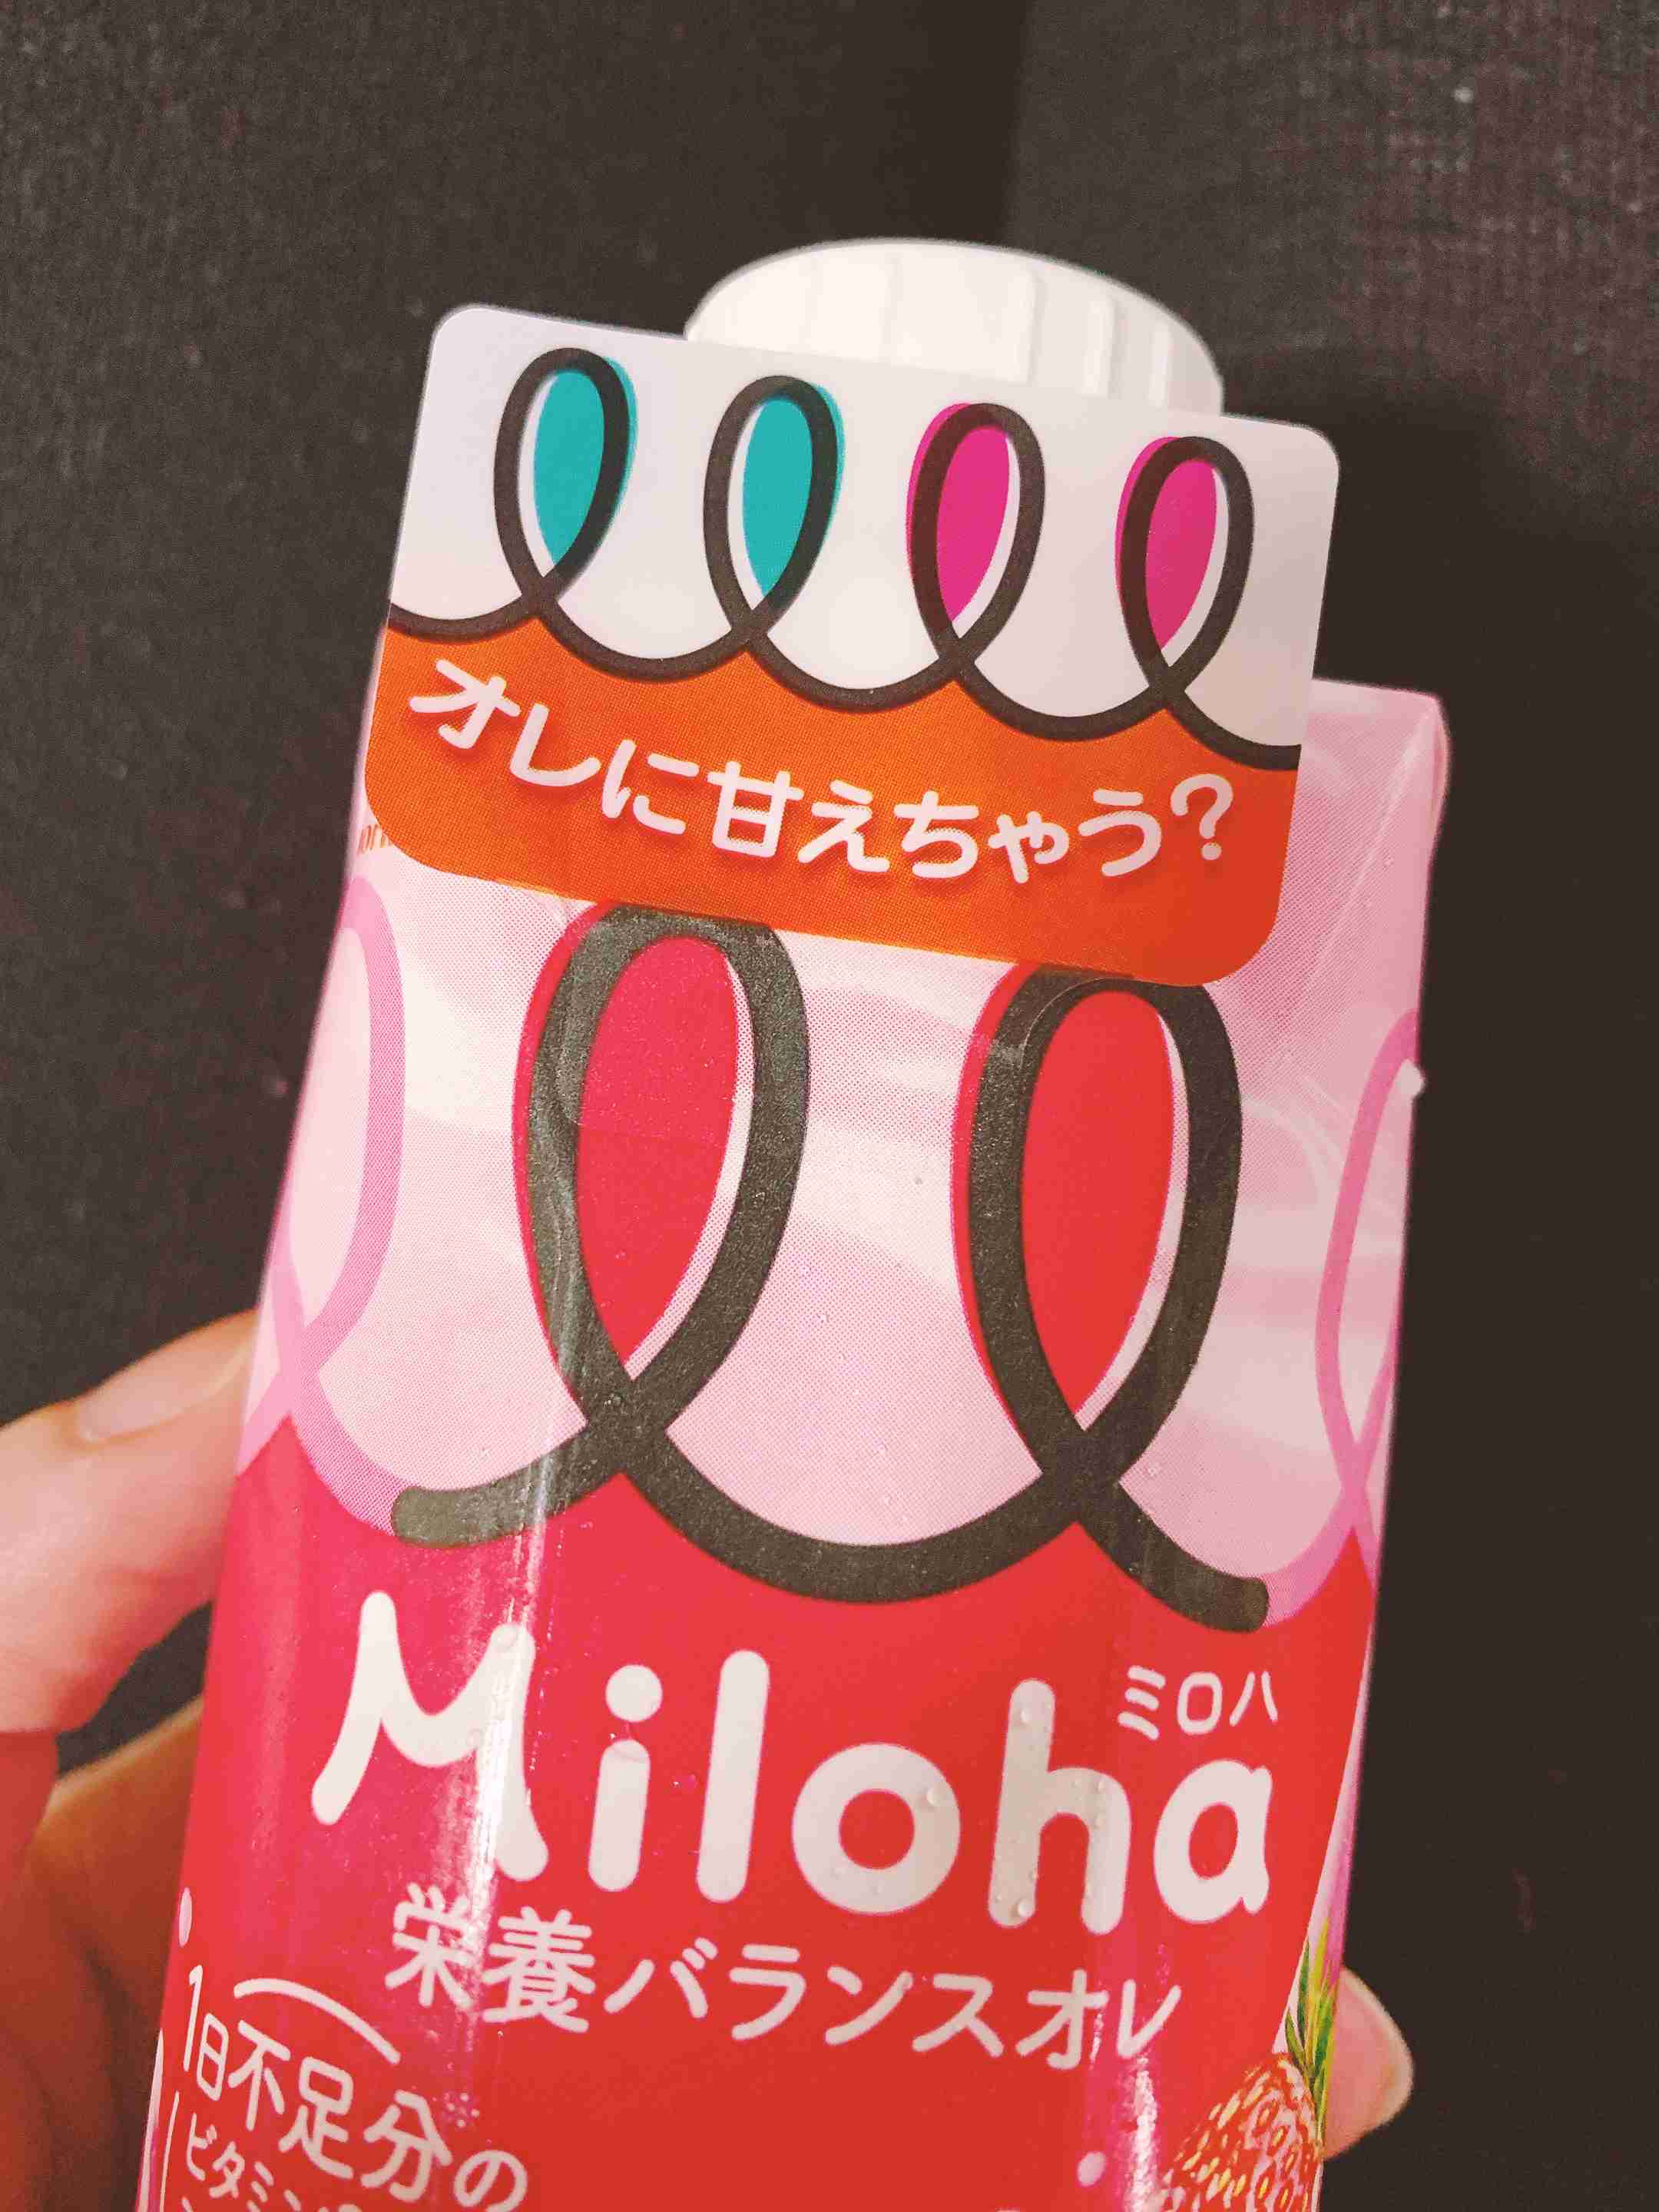 オレに甘えちゃう?
ミロハ
Miloha
栄養バランスオレ
1日不足分の